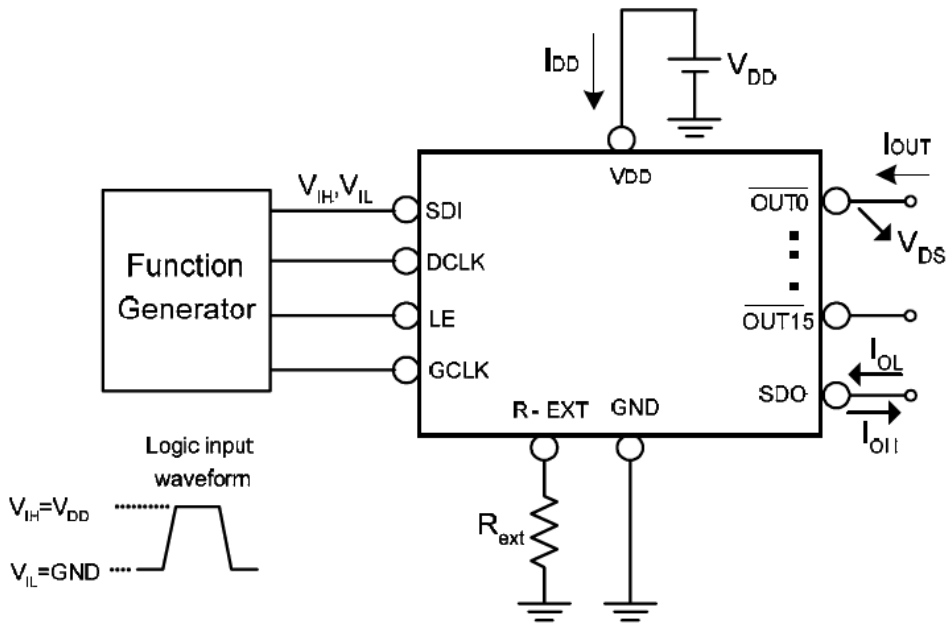 IDD
VDD
VDD
IOUT
VIH,VIL
SDI
OUT0
VDS
DCLK
Function
Generator
LE
OUT15
GCLK
IOL
SDO
R - EXT
GND
IOH
Logic input
waveform
VIH=VDD
Rext
VIL=GND